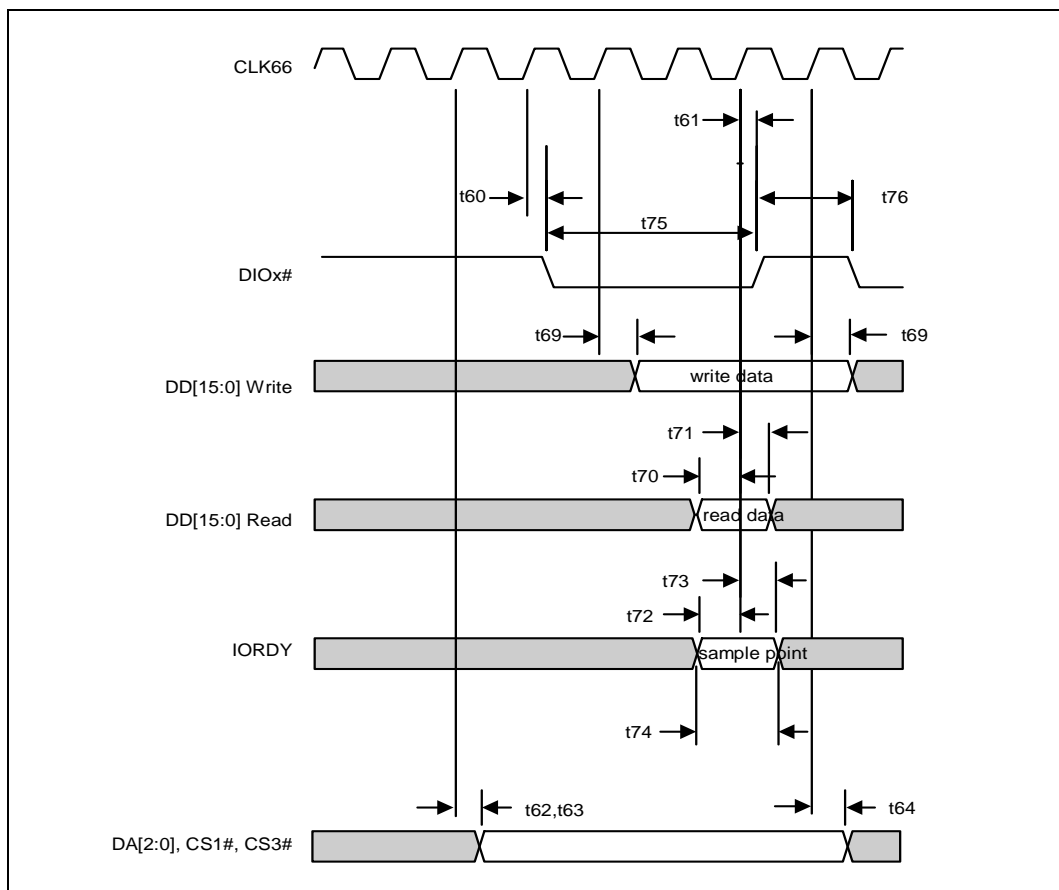 CLK66
t61
t60
t76
t75
DIOx#
t69
t69
DD[15:0] Write
write data
t71
t70
DD[15:0] Read
read data
t73
t72
IORDY
sample point
t74
t62,t63
t64
DA[2:0], CS1#, CS3#